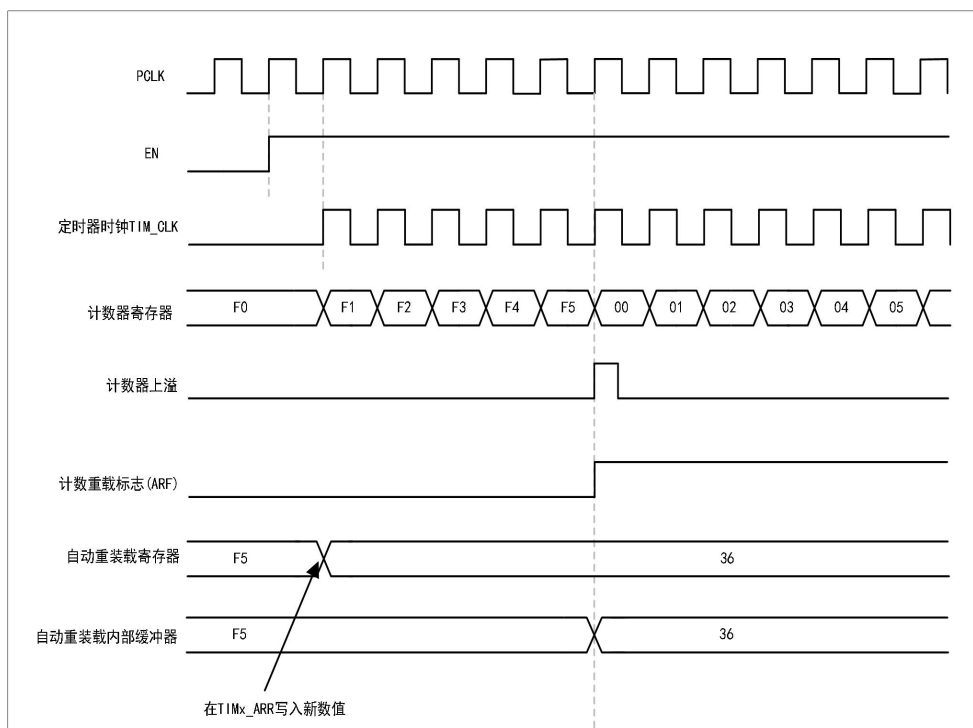 PCLK
EN
定时器时钟TIM_CLK
计数器寄存器 F0 F1 F2 F3 F4 F5 00 01 02 03 04 05
计数器上溢
计数重载标志(ARF)
自动重装载寄存器 F5 36
自动重装载内部缓冲器 F5 36
在TIMx_ARR写入新数值